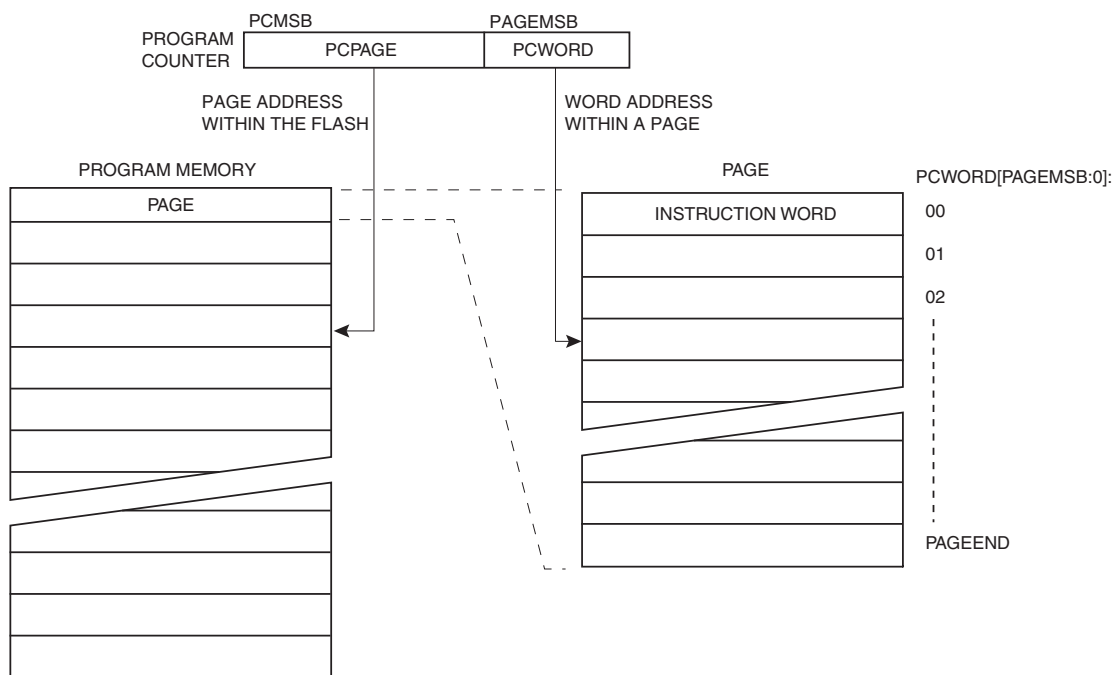 PCMSB
PAGEMSB
PROGRAM
COUNTER
PCPAGE
PCWORD
PAGE ADDRESS
WITHIN THE FLASH
WORD ADDRESS
WITHIN A PAGE
PROGRAM MEMORY
PAGE
PAGE
PCWORD[PAGEMSB:0]:
INSTRUCTION WORD
00
01
02
PAGEEND